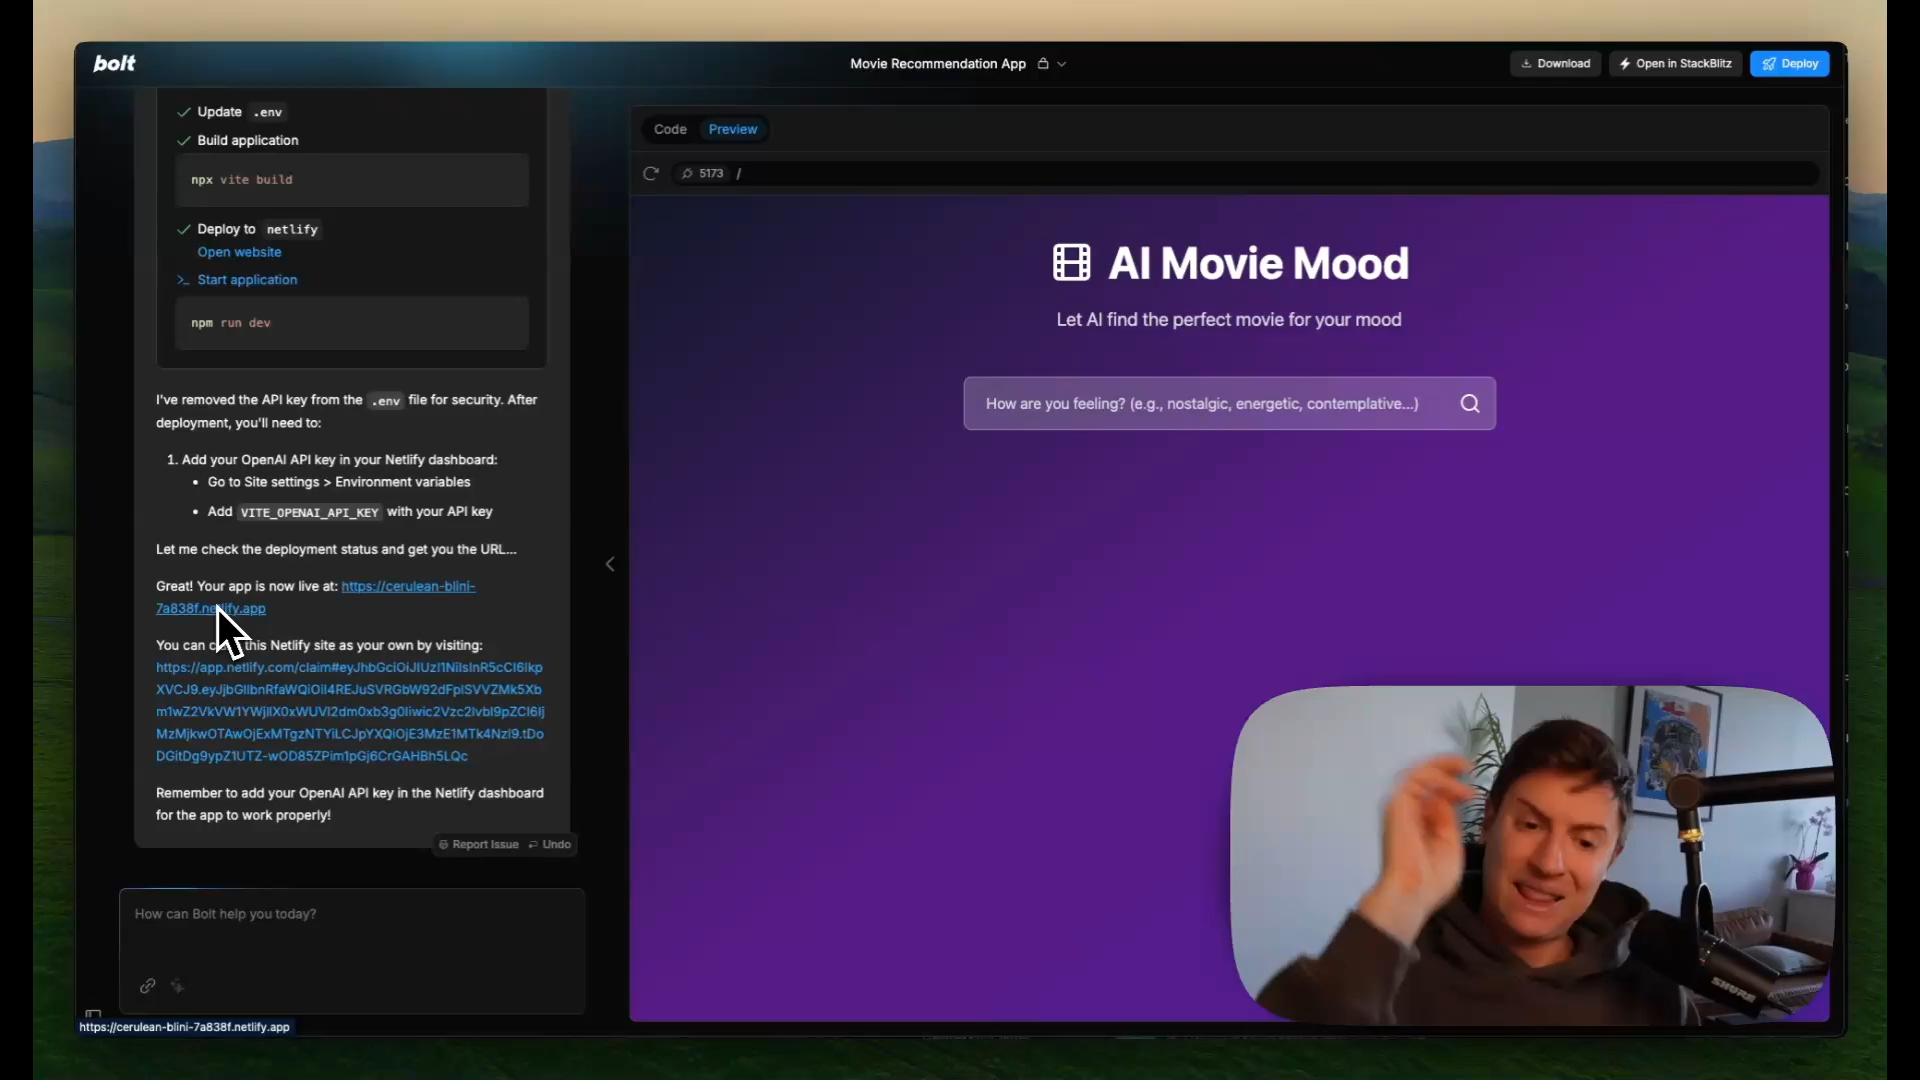 bolt
Movie Recommendation App
Download
Open in StackBlitz
Deploy
Update .env
Build application
npx vite build
Deploy to netlify
Open website
>_ Start application
npm run dev
I've removed the API key from the .env file for security. After
deployment, you'll need to:
1. Add your OpenAI API key in your Netlify dashboard:
• Go to Site settings > Environment variables
• Add VITE_OPENAI_API_KEY with your API key
Let me check the deployment status and get you the URL...
Great! Your app is now live at: https://cerulean-blini-
7a838f.netlify.app
You can this Netlify site as your own by visiting:
Remember to add your OpenAI API key in the Netlify dashboard
for the app to work properly!
Report Issue
Undo
How can Bolt help you today?
https://cerulean-blini-7a838f.netlify.app
Code
Preview
5173 /
AI Movie Mood
Let AI find the perfect movie for your mood
How are you feeling? (e.g., nostalgic, energetic, contemplative...)
SHURE